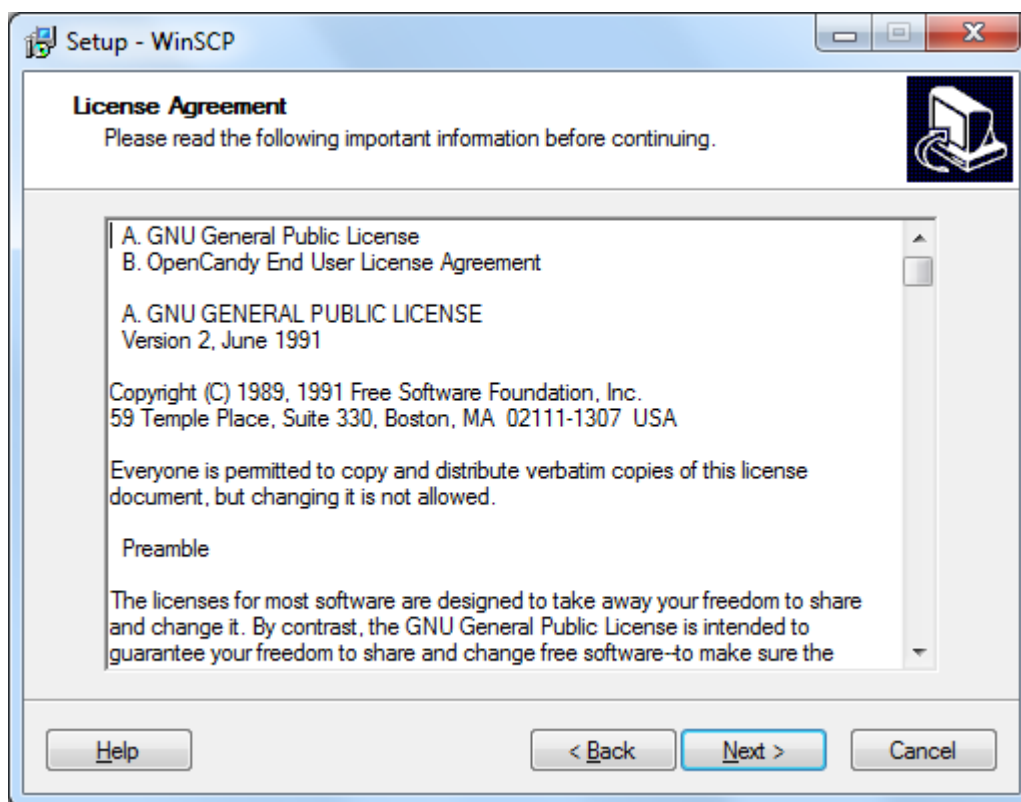 Setup - WinSCP
License Agreement
Please read the following important information before continuing.
A. GNU General Public License
B. OpenCandy End User License Agreement
A. GNU GENERAL PUBLIC LICENSE
Version 2, June 1991
Copyright (C) 1989, 1991 Free Software Foundation, Inc.
59 Temple Place, Suite 330, Boston, MA  02111-1307  USA
Everyone is permitted to copy and distribute verbatim copies of this license
document, but changing it is not allowed.
Preamble
The licenses for most software are designed to take away your freedom to share
and change it. By contrast, the GNU General Public License is intended to
guarantee your freedom to share and change free software--to make sure the
Help
< Back
Next >
Cancel